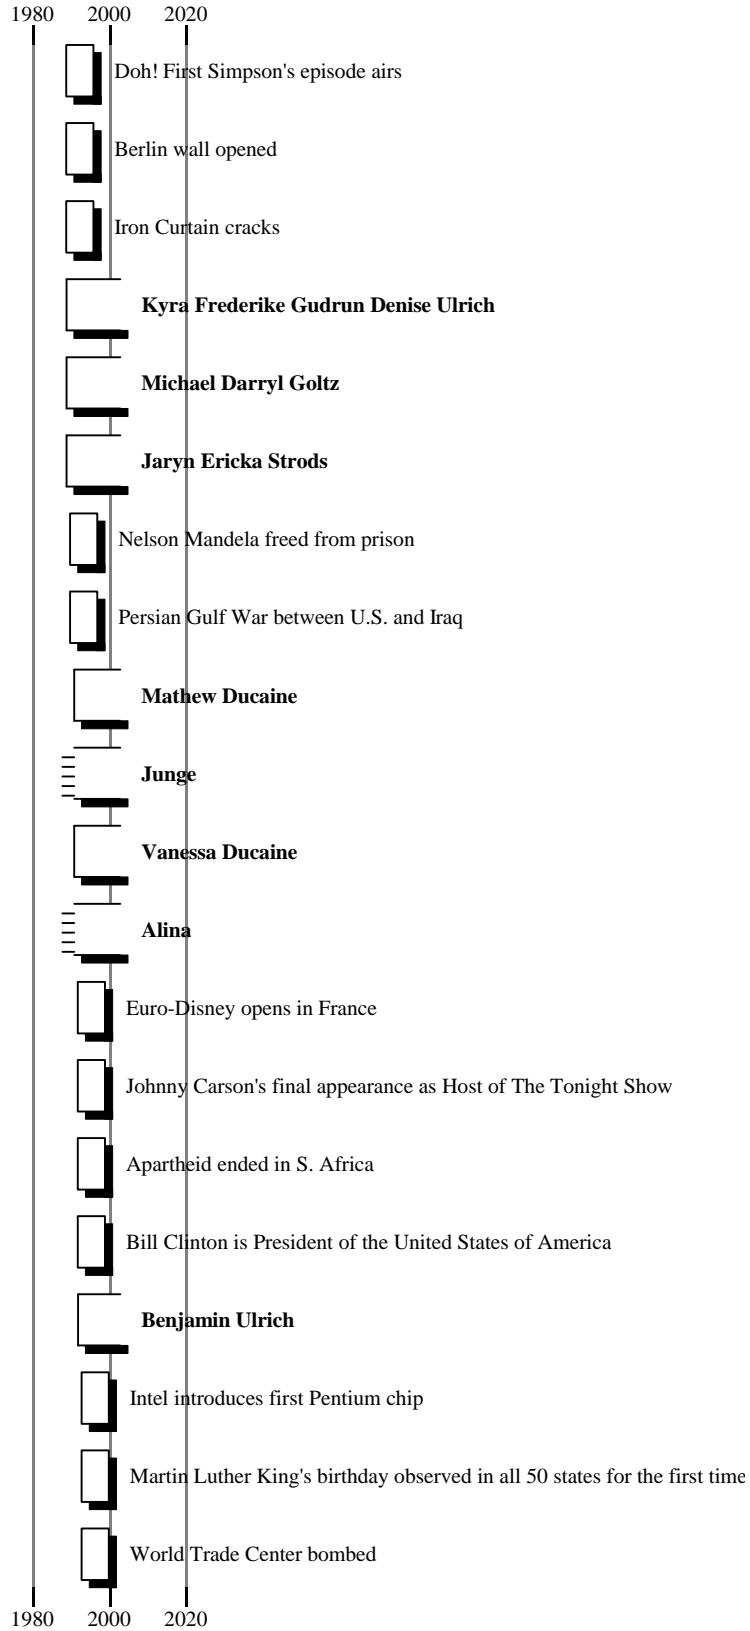 1980 2000 2020
Doh! First Simpson's episode airs
Berlin wall opened
Iron Curtain cracks
Kyra Frederike Gudrun Denise Ulrich
Michael Darryl Goltz
Jaryn Ericka Strods
Nelson Mandela freed from prison
Persian Gulf War between U.S. and Iraq
Mathew Ducaine
Junge
Vanessa Ducaine
Alina
Euro-Disney opens in France
Johnny Carson's final appearance as Host of The Tonight Show
Apartheid ended in S. Africa
Bill Clinton is President of the United States of America
Benjamin Ulrich
Intel introduces first Pentium chip
Martin Luther King's birthday observed in all 50 states for the first time
World Trade Center bombed
1980 2000 2020